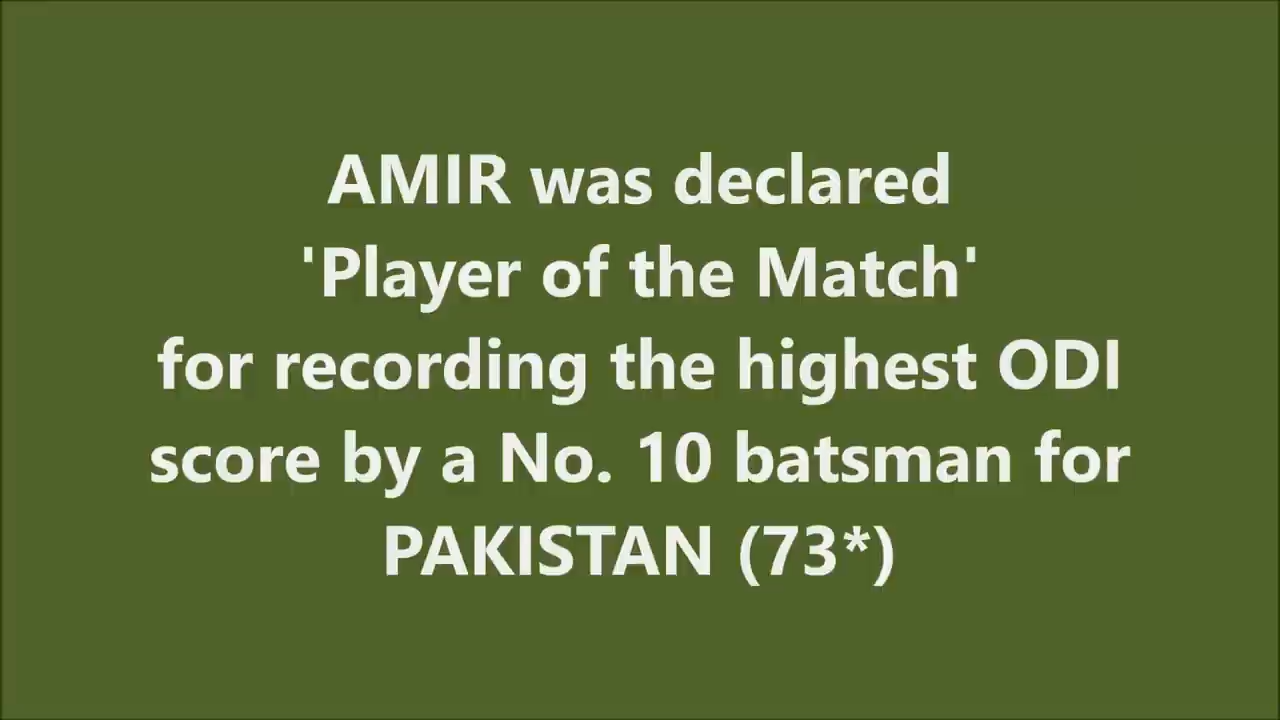 AMIR was declared
'Player of the Match'
for recording the highest ODI
score by a No. 10 batsman for
PAKISTAN (73*)